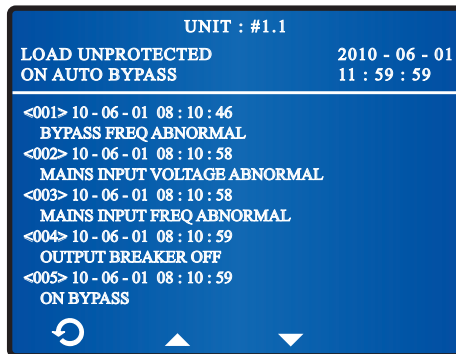 UNIT : #1.1
LOAD UNPROTECTED 2010 - 06 - 01
ON AUTO BYPASS 11 : 59 : 59
<001> 10 - 06 - 01 08 : 10 : 46
BYPASS FREQ ABNORMAL
<002> 10 - 06 - 01 08 : 10 : 58
MAINS INPUT VOLTAGE ABNORMAL
<003> 10 - 06 - 01 08 : 10 : 58
MAINS INPUT FREQ ABNORMAL
<004> 10 - 06 - 01 08 : 10 : 59
OUTPUT BREAKER OFF
<005> 10 - 06 - 01 08 : 10 : 59
ON BYPASS